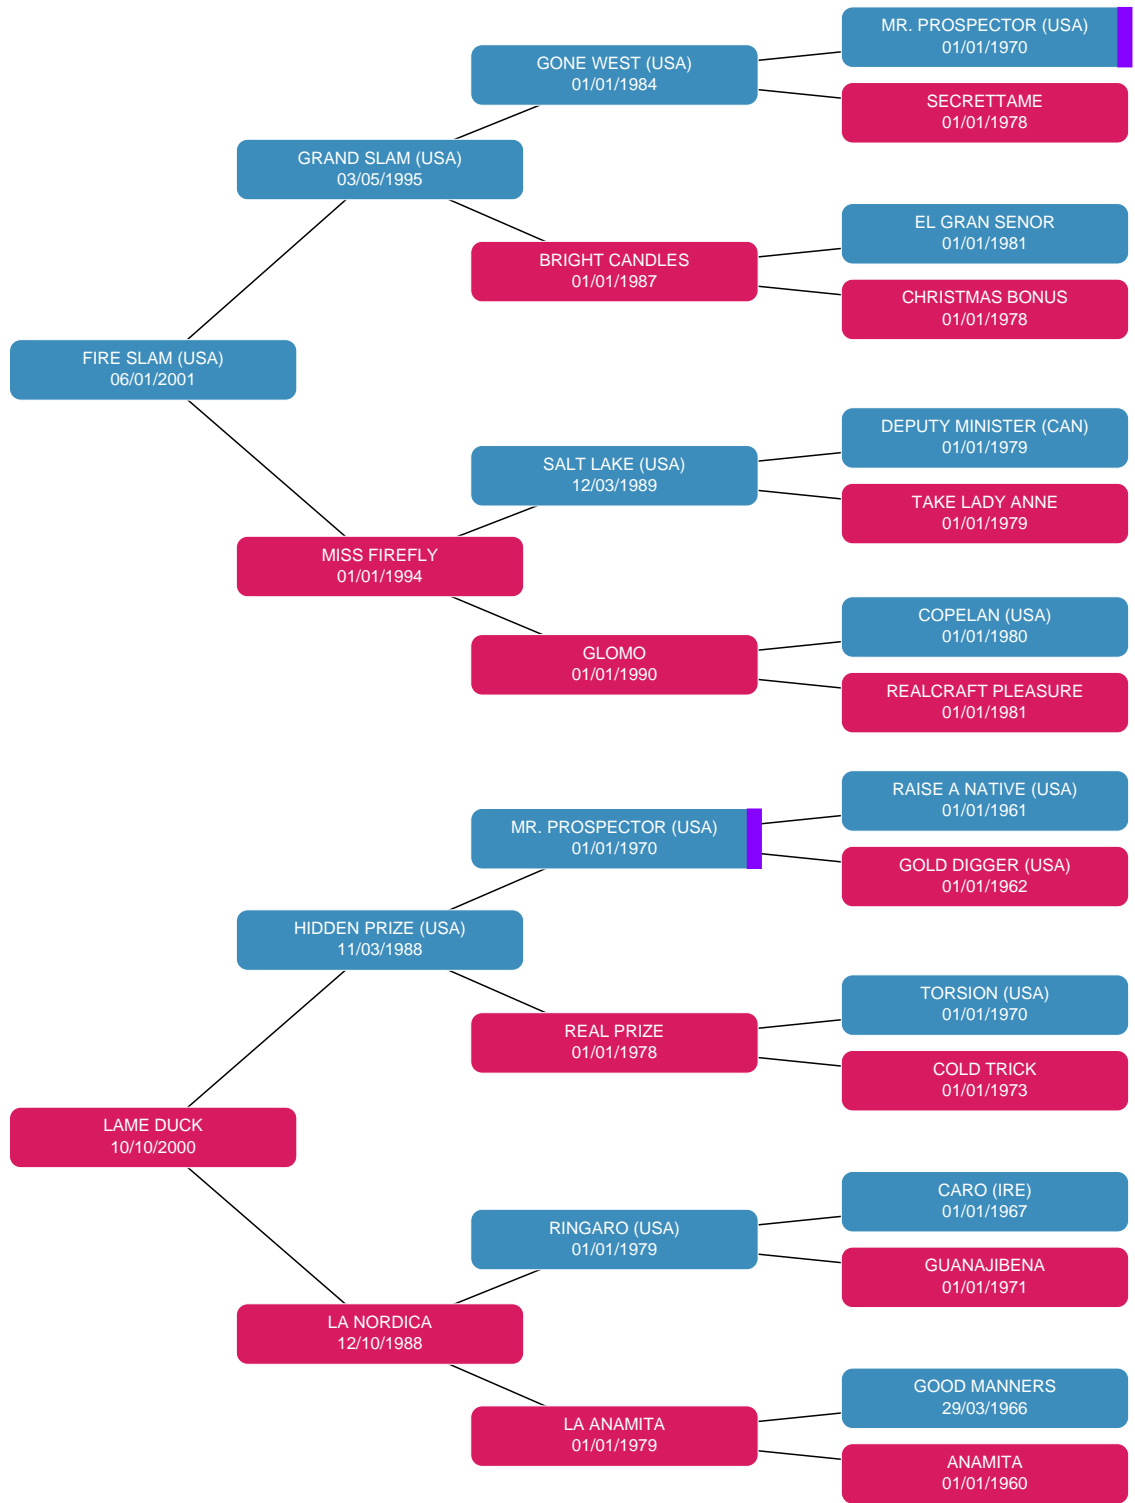 MR. PROSPECTOR (USA)
01/01/1970
GONE WEST (USA)
01/01/1984
SECRETTAME
01/01/1978
GRAND SLAM (USA)
03/05/1995
EL GRAN SENOR
01/01/1981
BRIGHT CANDLES
01/01/1987
CHRISTMAS BONUS
01/01/1978
FIRE SLAM (USA)
06/01/2001
DEPUTY MINISTER (CAN)
01/01/1979
SALT LAKE (USA)
12/03/1989
TAKE LADY ANNE
01/01/1979
MISS FIREFLY
01/01/1994
COPELAN (USA)
01/01/1980
GLOMO
01/01/1990
REALCRAFT PLEASURE
01/01/1981
RAISE A NATIVE (USA)
01/01/1961
MR. PROSPECTOR (USA)
01/01/1970
GOLD DIGGER (USA)
01/01/1962
HIDDEN PRIZE (USA)
11/03/1988
TORSION (USA)
01/01/1970
REAL PRIZE
01/01/1978
COLD TRICK
01/01/1973
LAME DUCK
10/10/2000
CARO (IRE)
01/01/1967
RINGARO (USA)
01/01/1979
GUANAJIBENA
01/01/1971
LA NORDICA
12/10/1988
GOOD MANNERS
29/03/1966
LA ANAMITA
01/01/1979
ANAMITA
01/01/1960